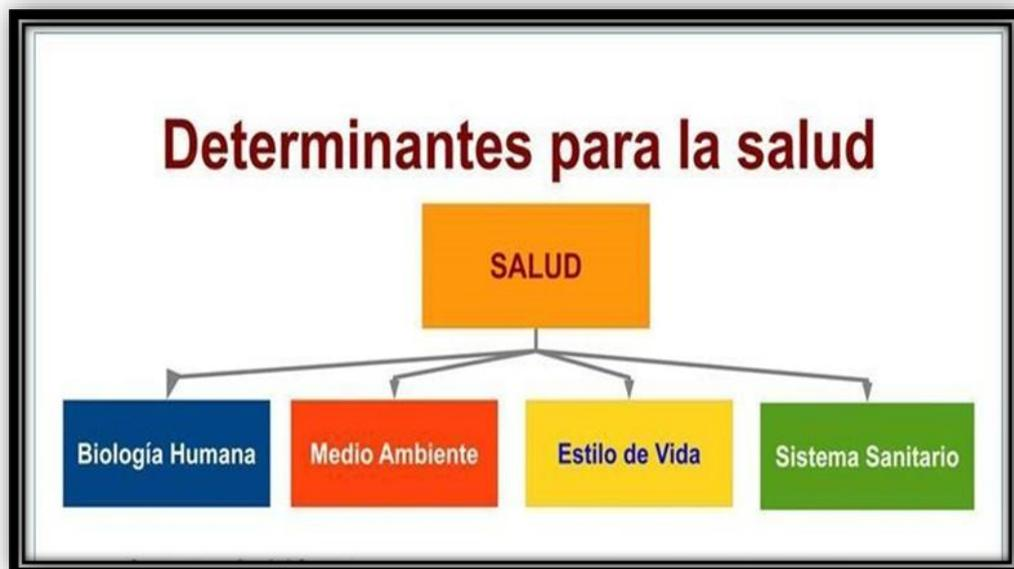 Determinantes para la salud
SALUD
Biología Humana
Medio Ambiente
Estilo de Vida
Sistema Sanitario